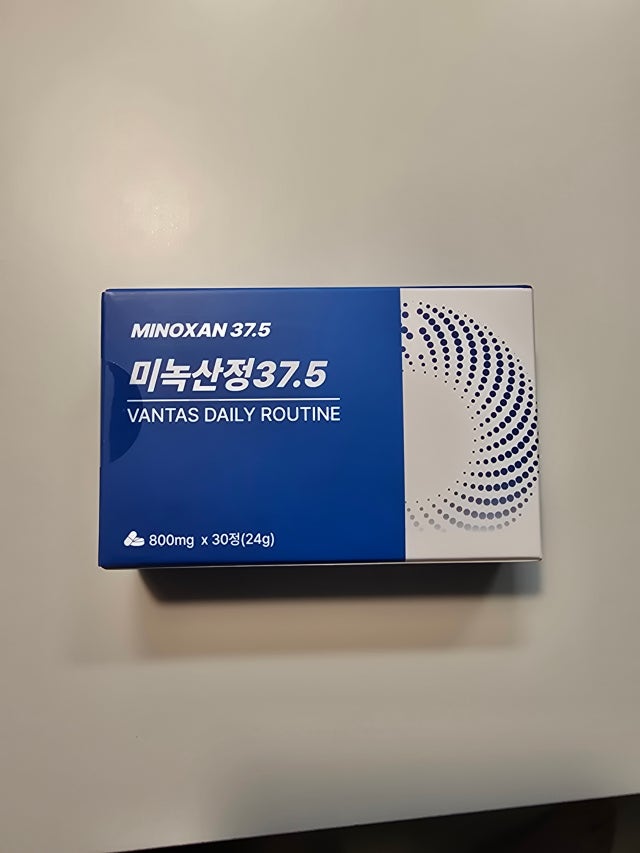 MINOXAN 37.5
미녹산정37.5
VANTAS DAILY ROUTINE
800mg x 30정(24g)